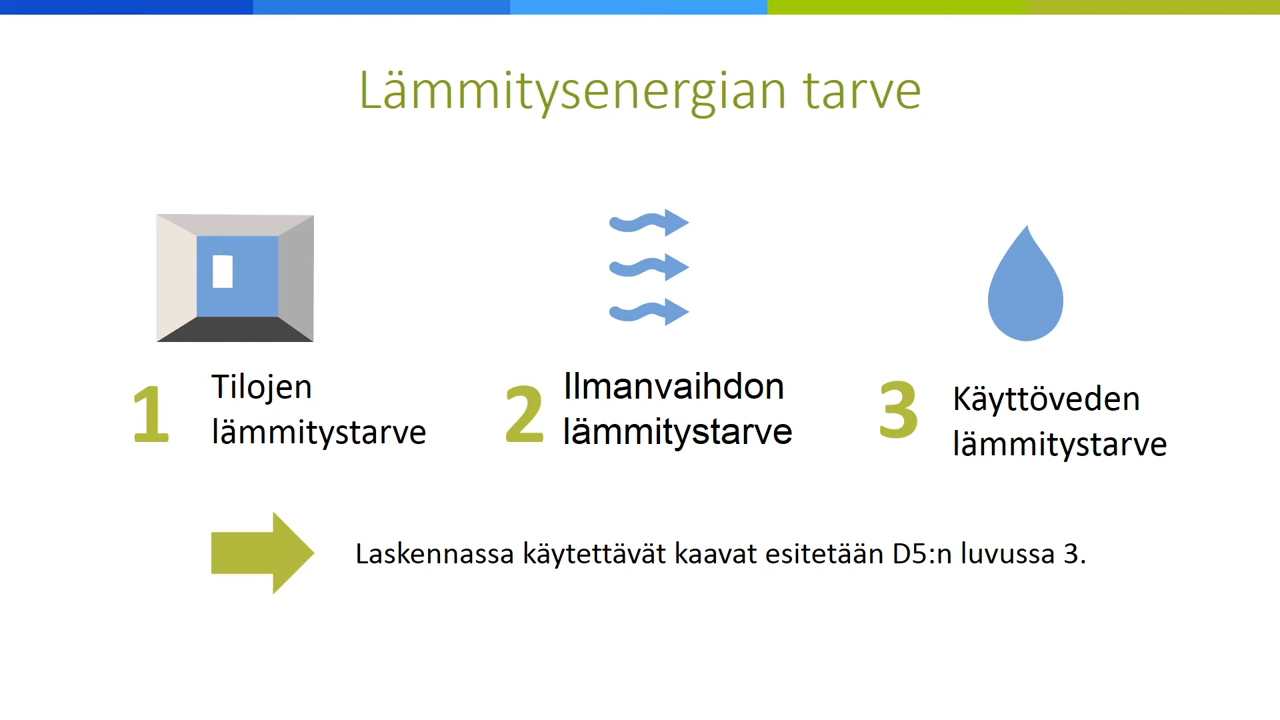 Lämmitysenergian tarve
1
Tilojen
lämmitystarve
2
Ilmanvaihdon
lämmitystarve
3
Käyttöveden
lämmitystarve
Laskennassa käytettävät kaavat esitetään D5:n luvussa 3.